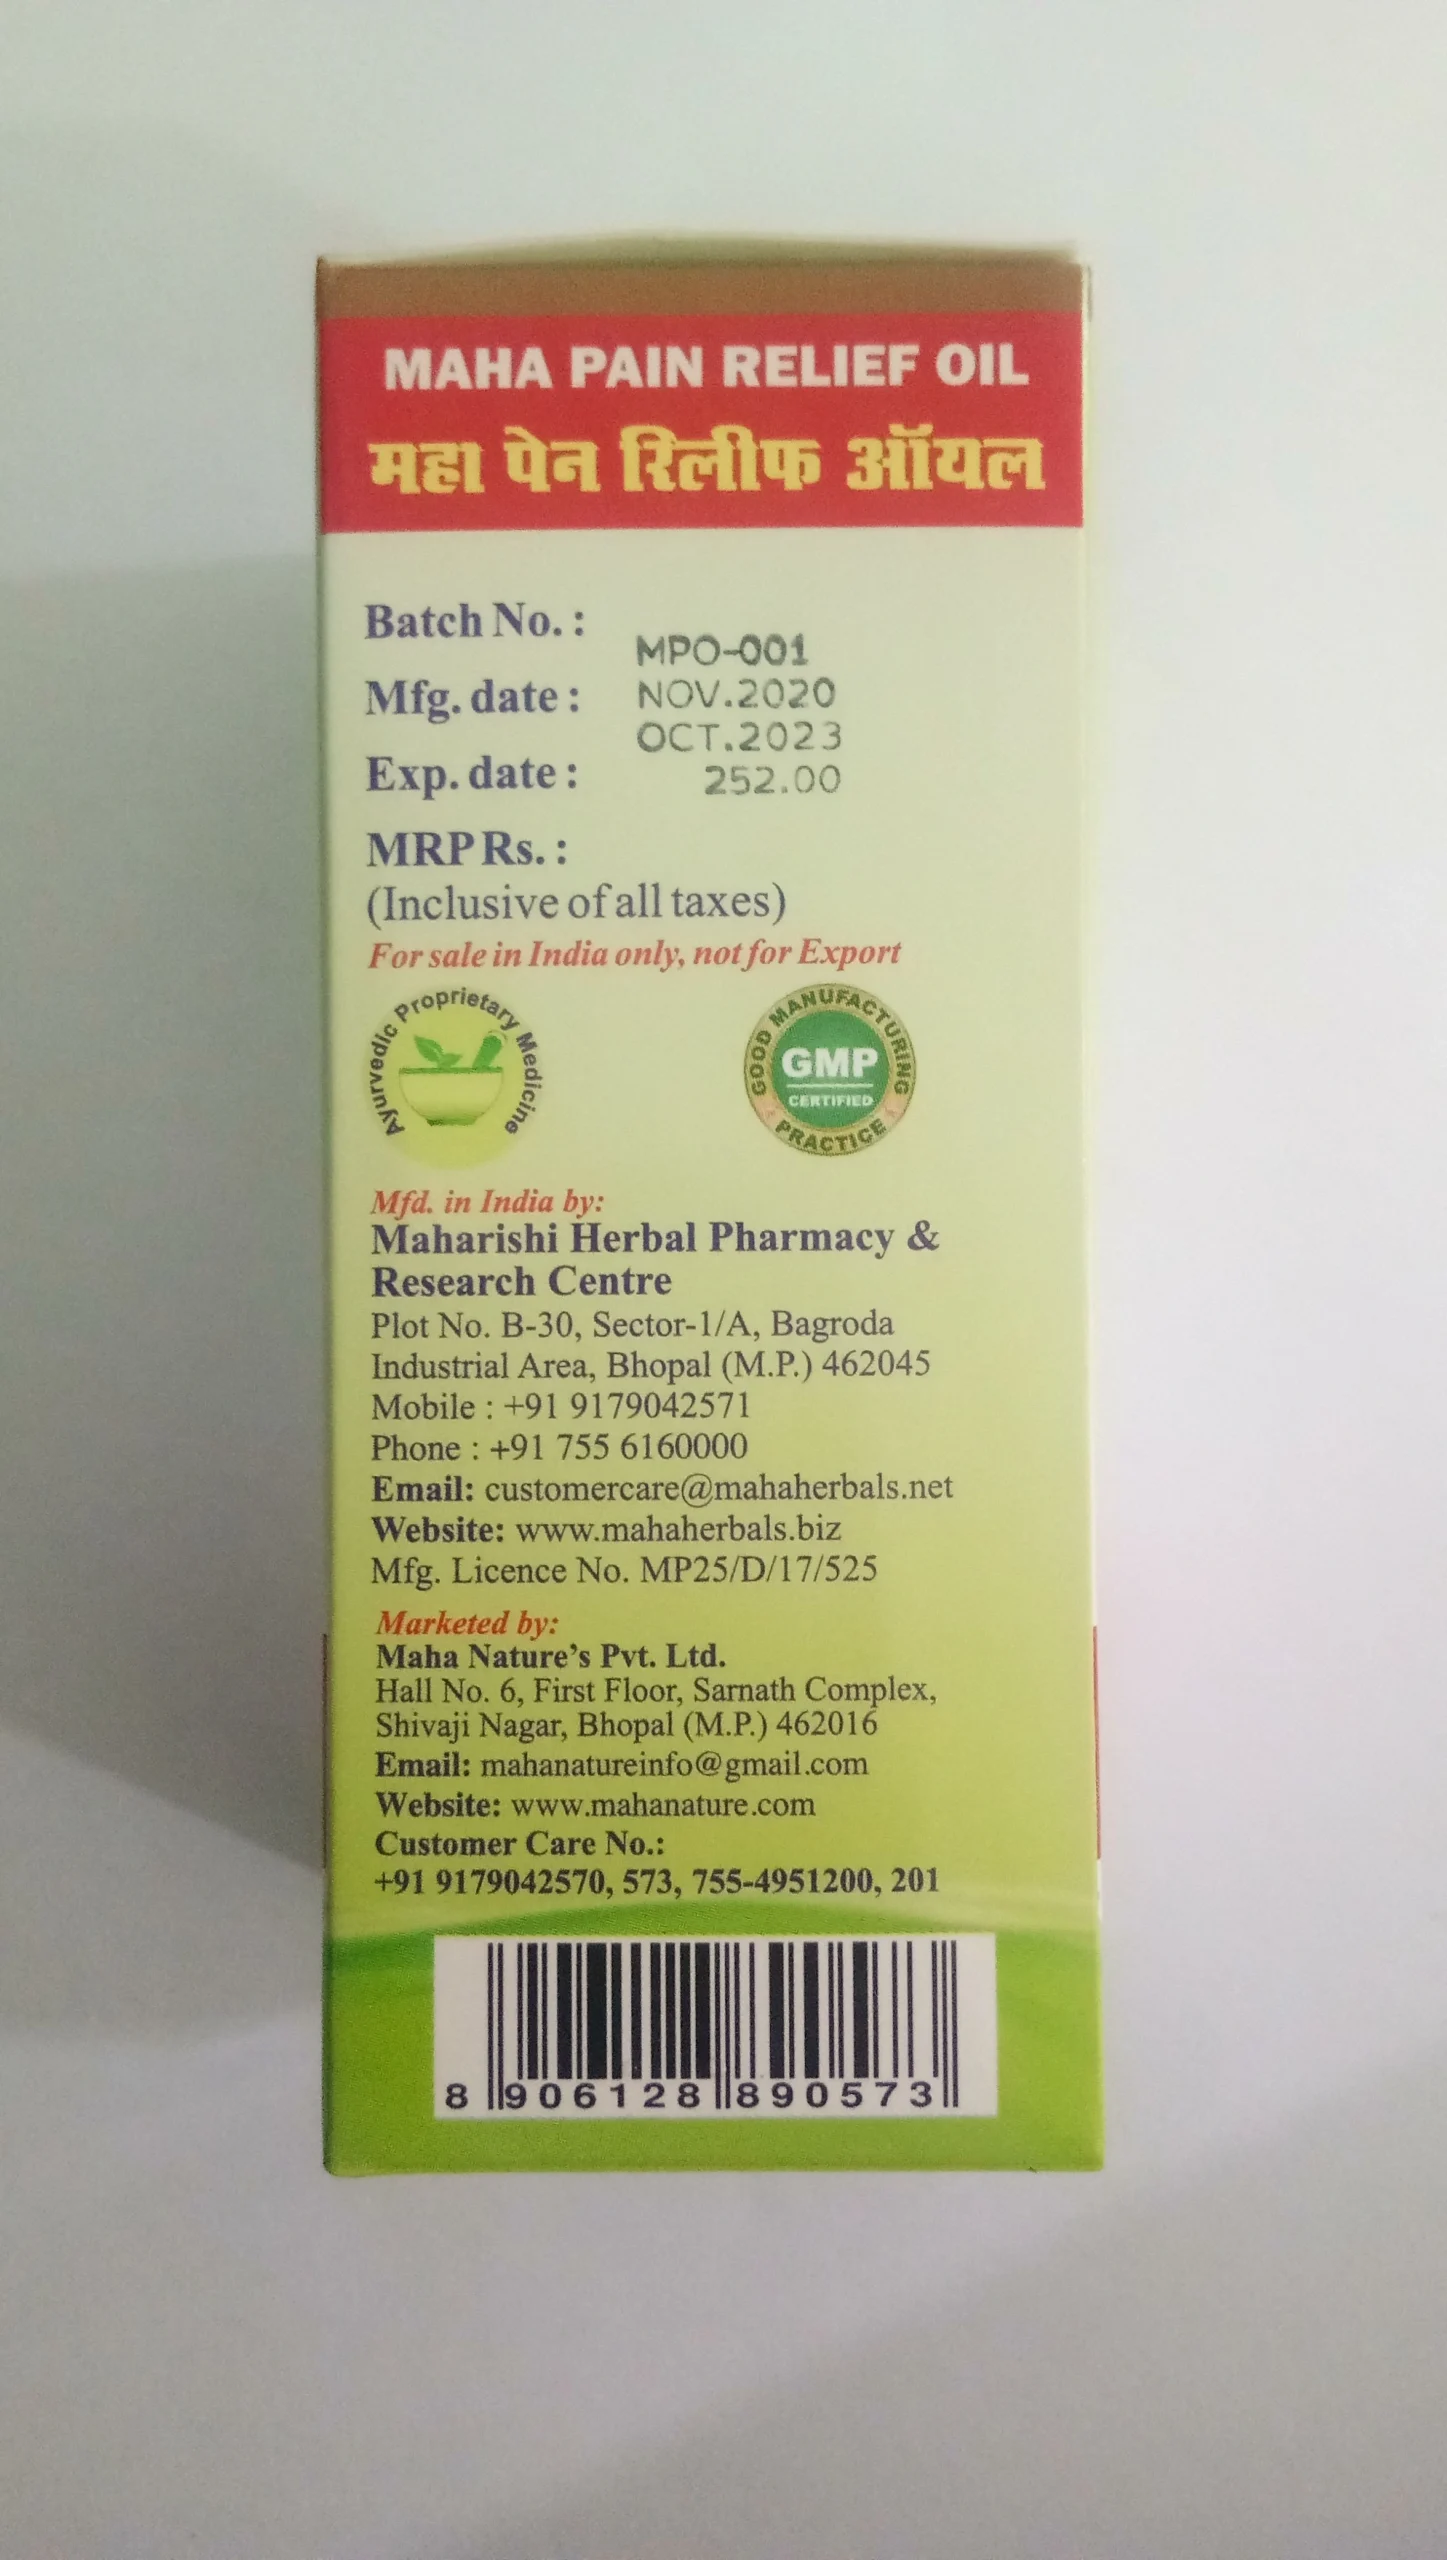 MAHA PAIN RELIEF OIL
महा पेन रिलीफ ऑयल
Batch No. :
MPO-001
Mfg. date :
NOV.2020
OCT.2023
Exp. date :
252.00
MRP Rs. :
(Inclusive of all taxes)
For sale in India only, not for Export
Ayurvedic Proprietary Medicine
GOOD MANUFACTURING
GMP
CERTIFIED
PRACTICE
Mfd. in India by:
Maharishi Herbal Pharmacy &
Research Centre
Plot No. B-30, Sector-1/A, Bagroda
Industrial Area, Bhopal (M.P.) 462045
Mobile : +91 9179042571
Phone : +91 755 6160000
Email: customercare@mahaherbals.net
Website: www.mahaherbals.biz
Mfg. Licence No. MP25/D/17/525
Marketed by:
Maha Nature’s Pvt. Ltd.
Hall No. 6, First Floor, Sarnath Complex,
Shivaji Nagar, Bhopal (M.P.) 462016
Email: mahanatureinfo@gmail.com
Website: www.mahanature.com
Customer Care No.:
+91 9179042570, 573, 755-4951200, 201
8 906128 890573